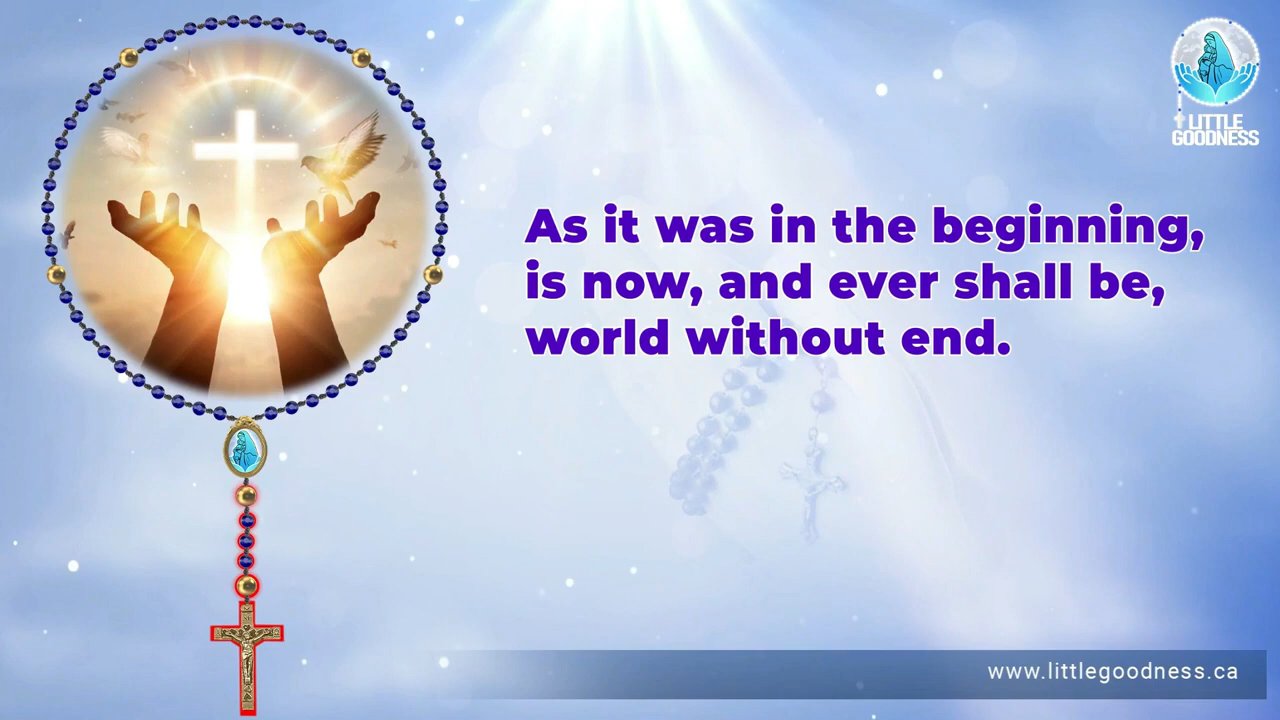 LITTLE
GOODNESS
As it was in the beginning,
is now, and ever shall be,
world without end.
www.littlegoodness.ca